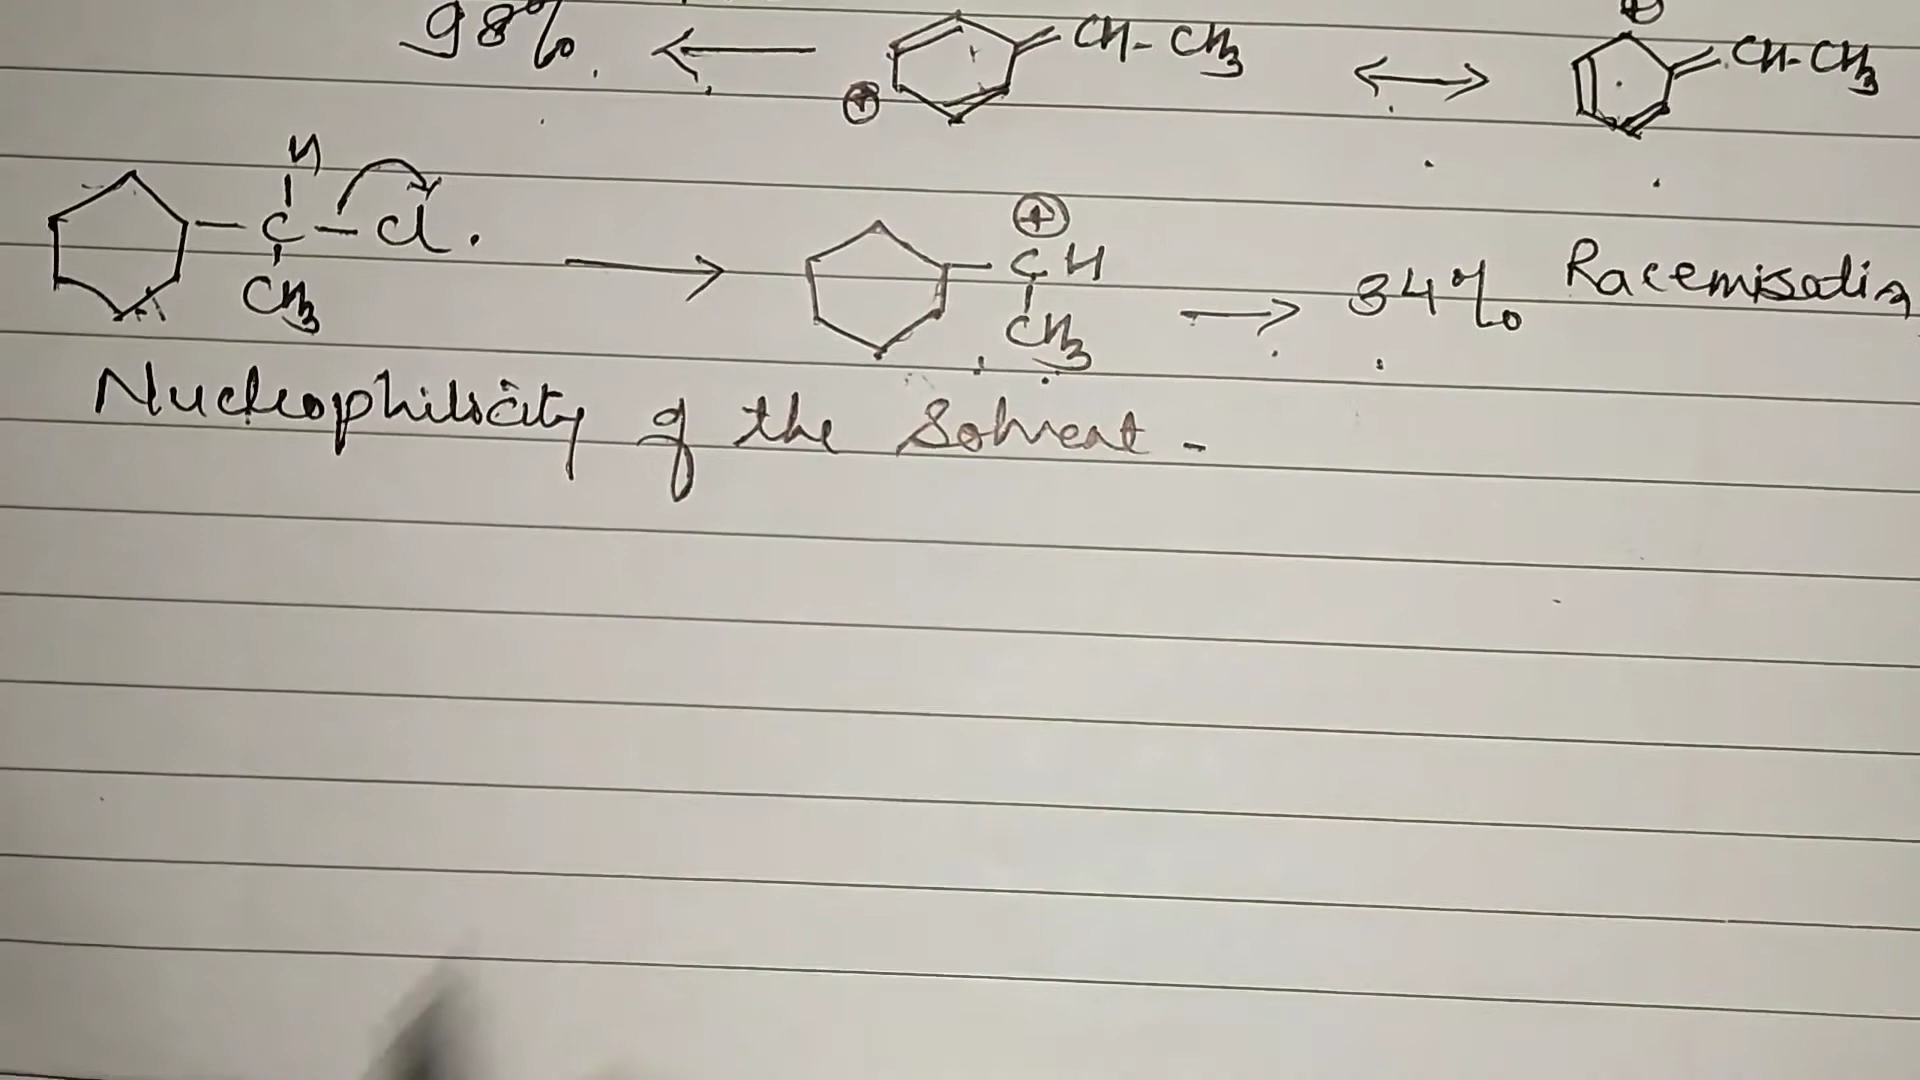 98%. ← ⊕ =CH-CH3 ↔ ⊕ =CH-CH3
H
-C-Cl. → ⊕
CH → 34% Racemisation
CH3 CH3
Nucleophilicity of the Solvent -